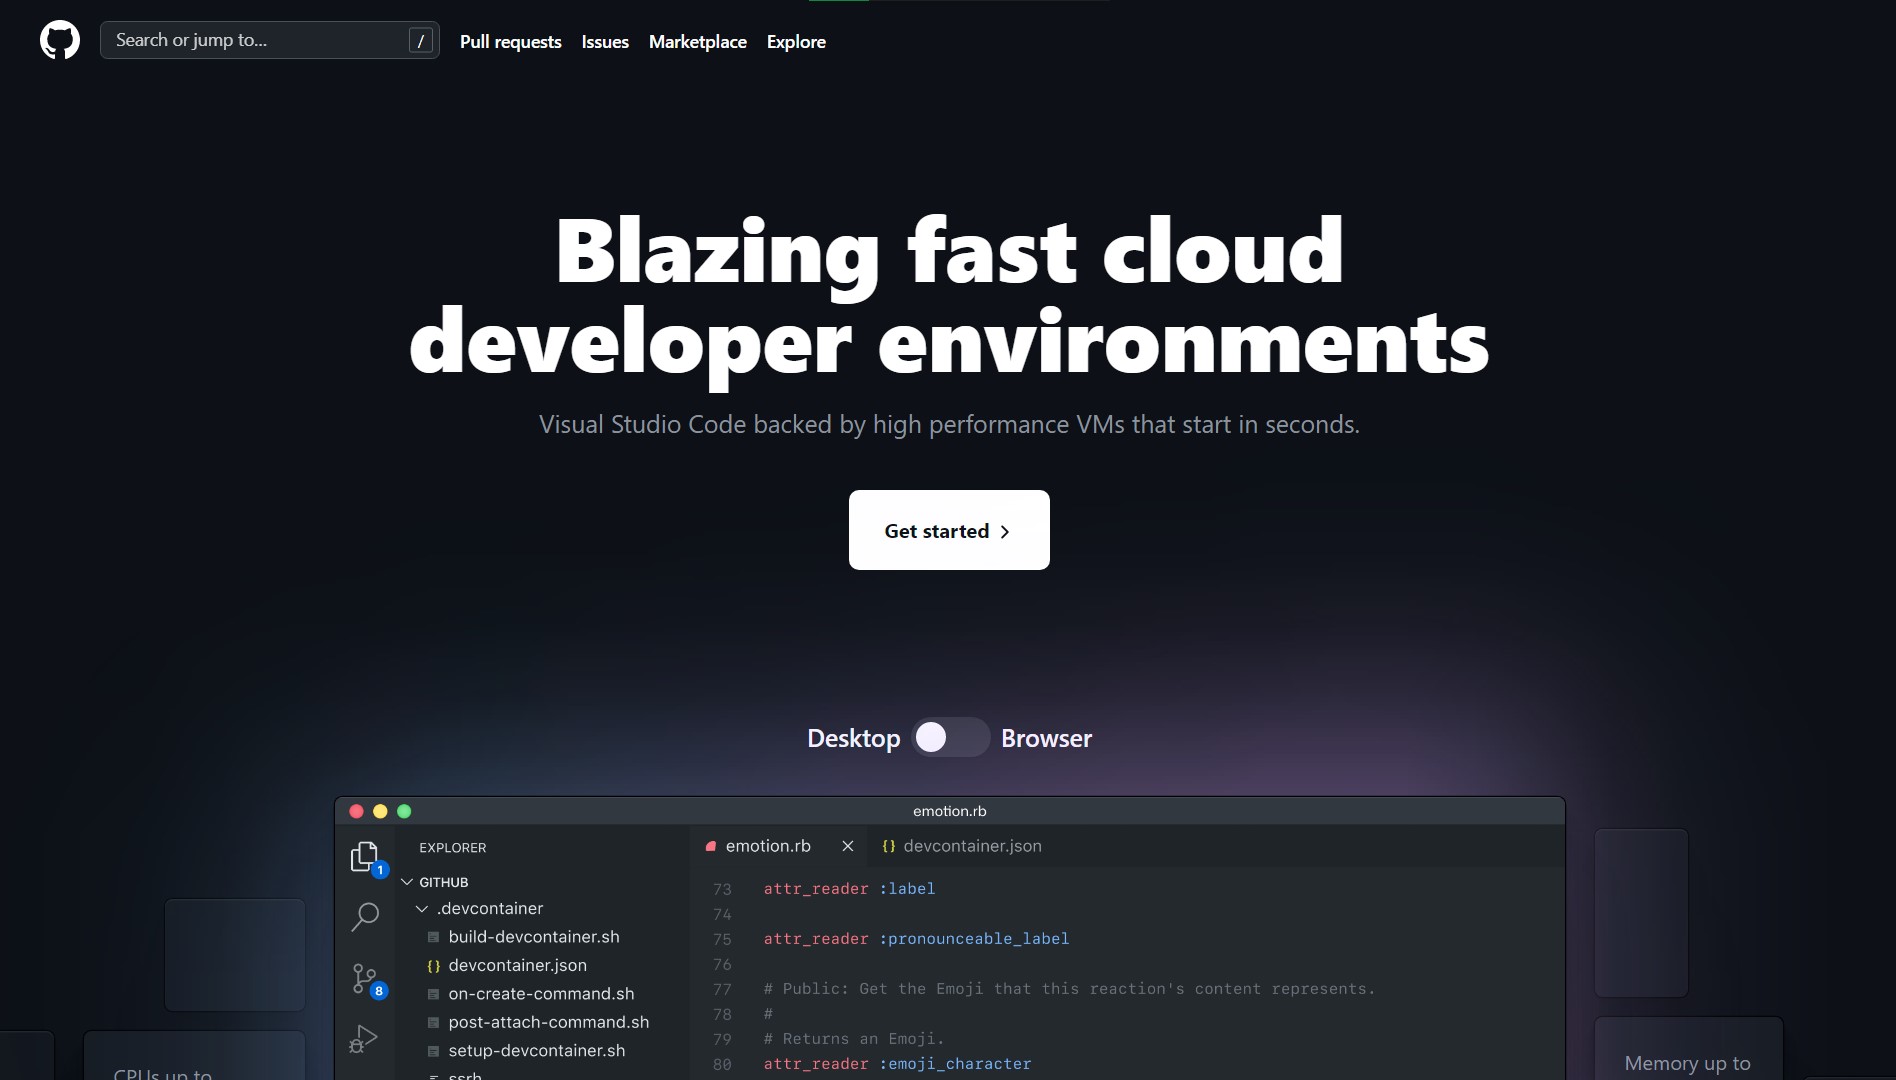 Search or jump to... /
Pull requests
Issues
Marketplace
Explore
Blazing fast cloud
developer environments
Visual Studio Code backed by high performance VMs that start in seconds.
Get started
Desktop
Browser
emotion.rb
EXPLORER
1
GITHUB
.devcontainer
build-devcontainer.sh
{} devcontainer.json
on-create-command.sh
8
post-attach-command.sh
setup-devcontainer.sh
ssrh
emotion.rb
{} devcontainer.json
73 attr_reader :label
74
75 attr_reader :pronounceable_label
76
77 # Public: Get the Emoji that this reaction's content represents.
78 #
79 # Returns an Emoji.
80 attr_reader :emoji_character
CPUs up to
Memory up to